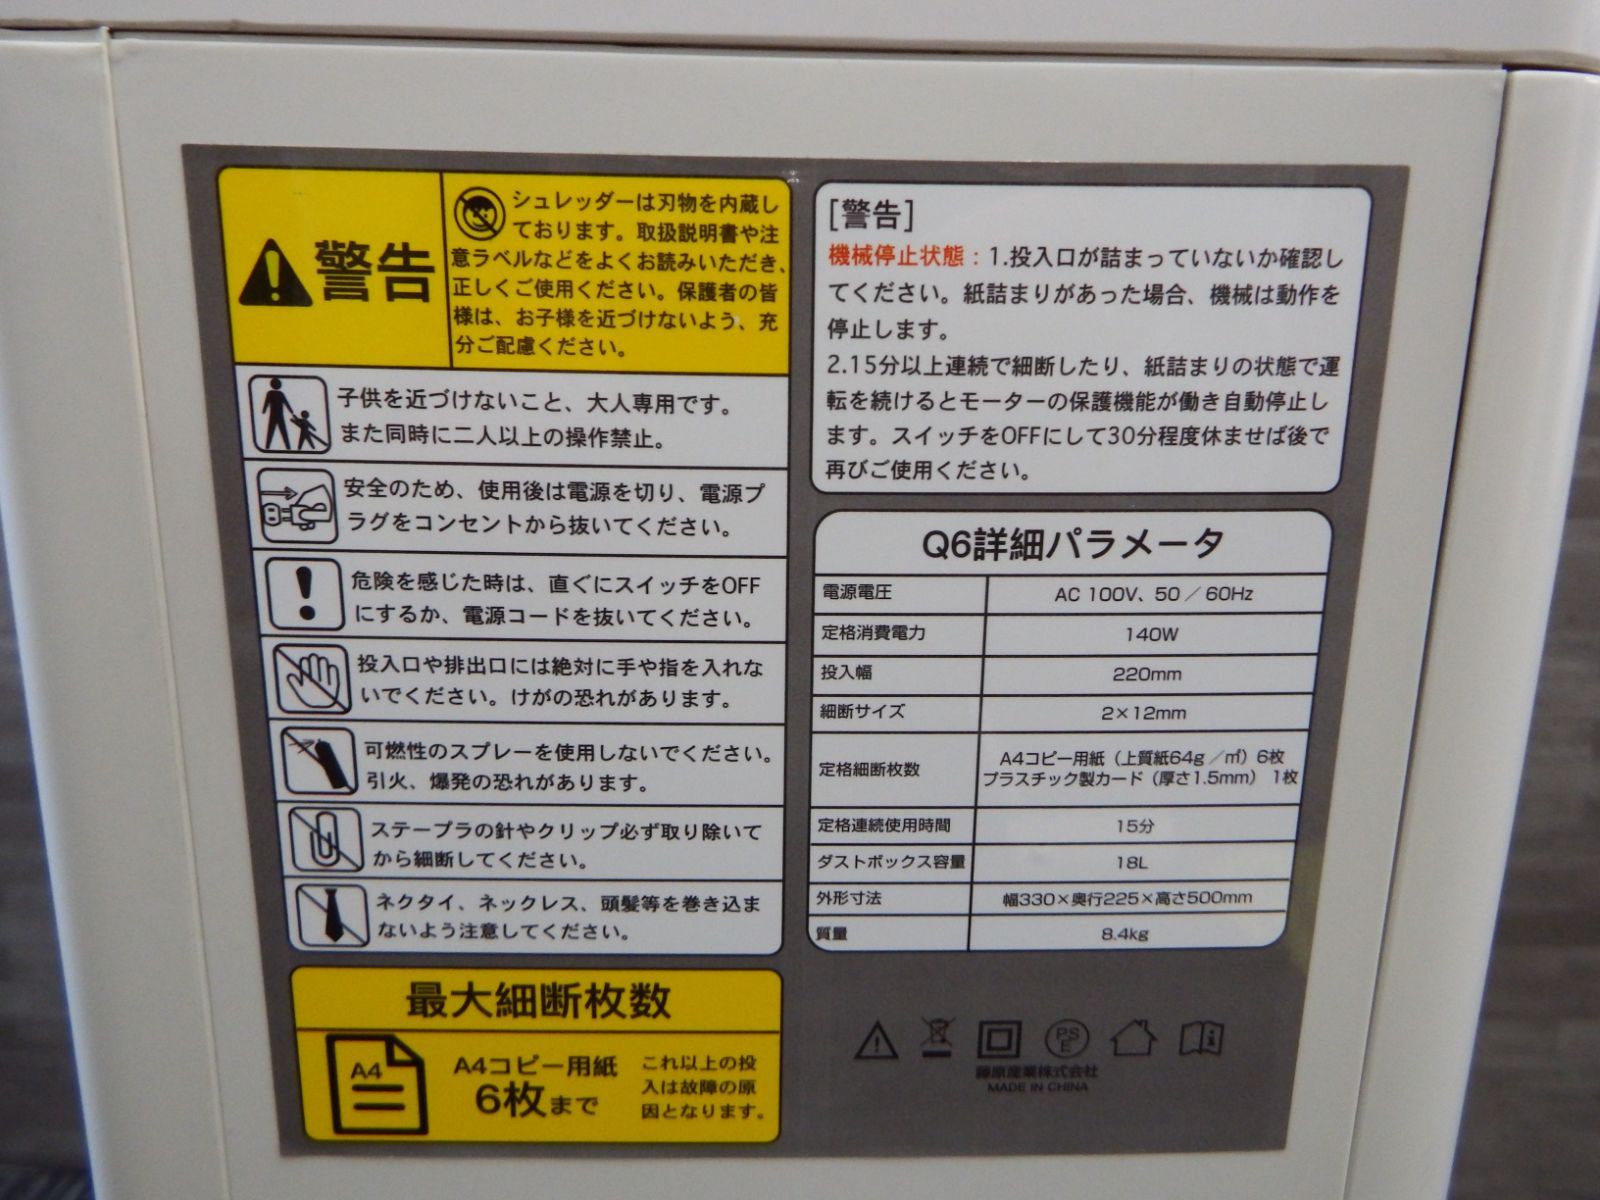 警告
シュレッダーは刃物を内蔵し
ております。取扱説明書や注
意ラベルなどをよくお読みいただき、
正しくご使用ください。保護者の皆
様は、お子様を近づけないよう、充
分ご配慮ください。
子供を近づけないこと、大人専用です。
また同時に二人以上の操作禁止。
安全のため、使用後は電源を切り、電源プ
ラグをコンセントから抜いてください。
危険を感じた時は、直ぐにスイッチをOFF
にするか、電源コードを抜いてください。
投入口や排出口には絶対に手や指を入れな
いでください。けがの恐れがあります。
可燃性のスプレーを使用しないでください。
引火、爆発の恐れがあります。
ステープラの針やクリップ必ず取り除いて
から細断してください。
ネクタイ、ネックレス、頭髪等を巻き込ま
ないよう注意してください。
最大細断枚数
A4
A4コピー用紙
6枚まで
これ以上の投
入は故障の原
因となります。
[警告]
機械停止状態：1.投入口が詰まっていないか確認し
てください。紙詰まりがあった場合、機械は動作を
停止します。
2.15分以上連続で細断したり、紙詰まりの状態で運
転を続けるとモーターの保護機能が働き自動停止し
ます。スイッチをOFFにして30分程度休ませば後で
再びご使用ください。
Q6詳細パラメータ
電源電圧 AC 100V、50／60Hz
定格消費電力 140W
投入幅 220mm
細断サイズ 2×12mm
定格細断枚数 A4コピー用紙（上質紙64g／㎡）6枚
プラスチック製カード（厚さ1.5mm） 1枚
定格連続使用時間 15分
ダストボックス容量 18L
外形寸法 幅330×奥行225×高さ500mm
質量 8.4kg
PS
E
藤原産業株式会社
MADE IN CHINA